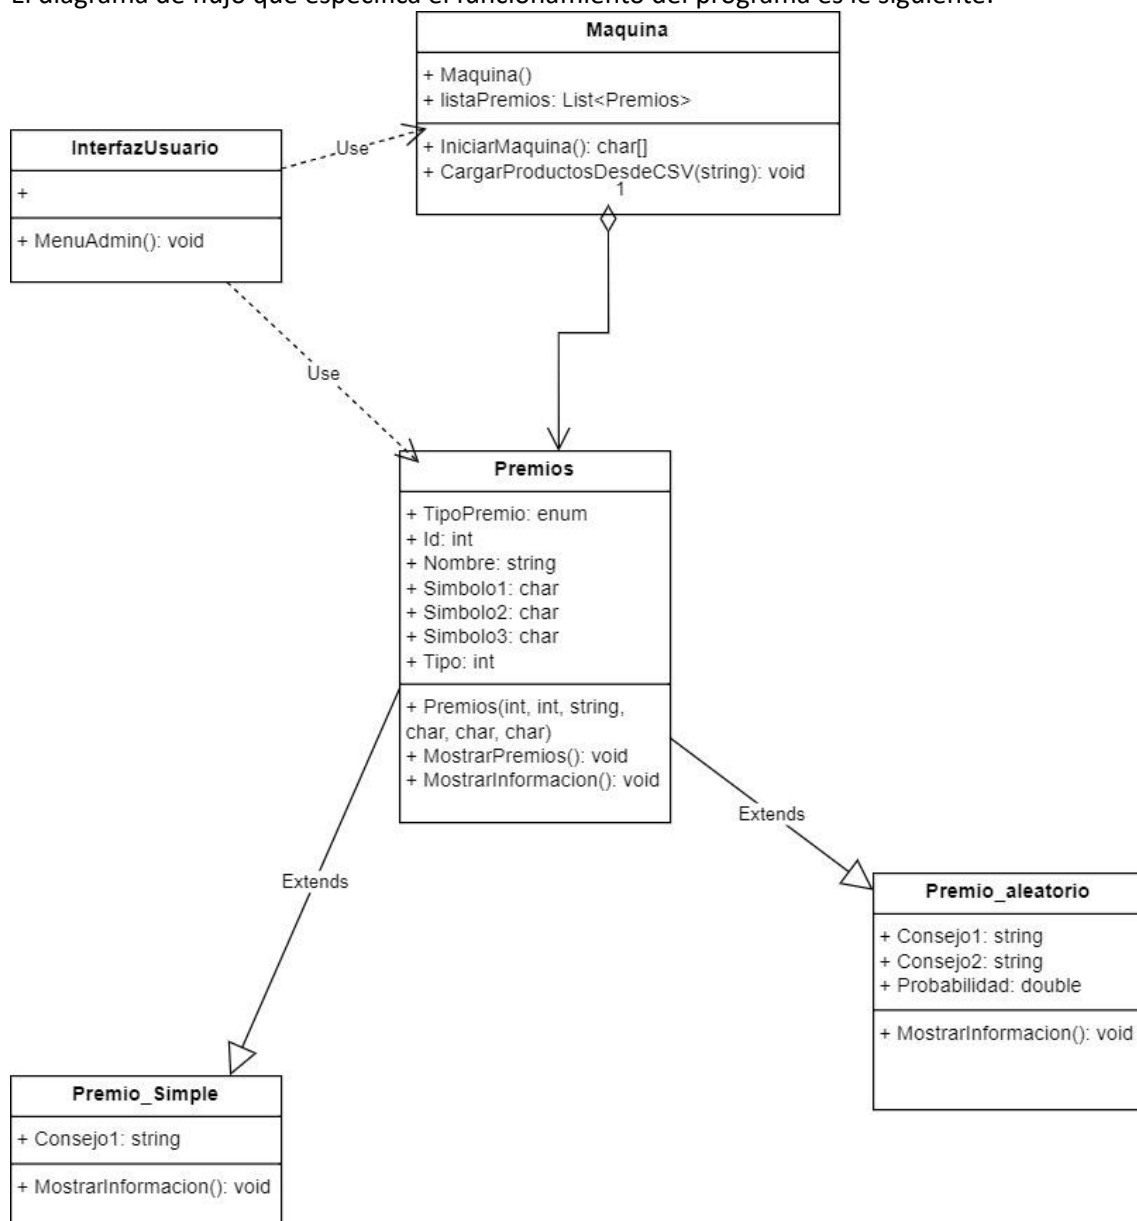 El diagrama de flujo que especifica el funcionamiento del programa es le siguiente:
Maquina
+ Maquina()
+ listaPremios: List<Premios>
+ IniciarMaquina(): char[]
+ CargarProductosDesdeCSV(string): void
1
InterfazUsuario
+
+ MenuAdmin(): void
Use
Use
Premios
+ TipoPremio: enum
+ Id: int
+ Nombre: string
+ Simbolo1: char
+ Simbolo2: char
+ Simbolo3: char
+ Tipo: int
+ Premios(int, int, string,
char, char, char)
+ MostrarPremios(): void
+ MostrarInformacion(): void
Extends
Extends
Premio_aleatorio
+ Consejo1: string
+ Consejo2: string
+ Probabilidad: double
+ MostrarInformacion(): void
Premio_Simple
+ Consejo1: string
+ MostrarInformacion(): void